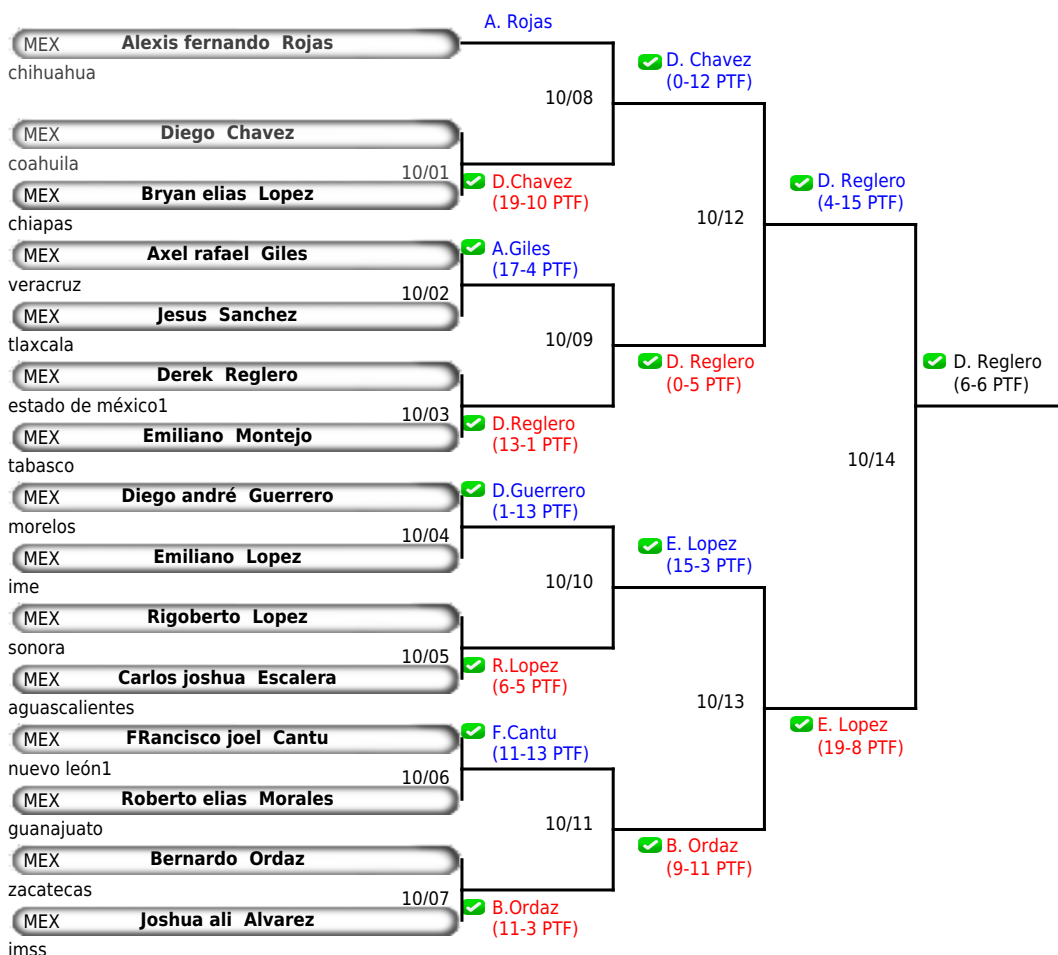 A. Rojas
MEX Alexis fernando Rojas
chihuahua
D. Chavez
(0-12 PTF)
10/08
MEX Diego Chavez
coahuila
10/01
MEX Bryan elias Lopez
chiapas
D.Chavez
(19-10 PTF)
D. Reglero
(4-15 PTF)
10/12
MEX Axel rafael Giles
veracruz
A.Giles
(17-4 PTF)
10/02
MEX Jesus Sanchez
tlaxcala
10/09
D. Reglero
(0-5 PTF)
D. Reglero
(6-6 PTF)
MEX Derek Reglero
estado de méxico1
10/03
MEX Emiliano Montejo
tabasco
D.Reglero
(13-1 PTF)
10/14
MEX Diego andré Guerrero
morelos
D.Guerrero
(1-13 PTF)
10/04
MEX Emiliano Lopez
ime
E. Lopez
(15-3 PTF)
10/10
MEX Rigoberto Lopez
sonora
10/05
MEX Carlos joshua Escalera
aguascalientes
R.Lopez
(6-5 PTF)
10/13
E. Lopez
(19-8 PTF)
MEX FRancisco joel Cantu
nuevo león1
F.Cantu
(11-13 PTF)
10/06
MEX Roberto elias Morales
guanajuato
10/11
B. Ordaz
(9-11 PTF)
MEX Bernardo Ordaz
zacatecas
10/07
MEX Joshua ali Alvarez
imss
B.Ordaz
(11-3 PTF)